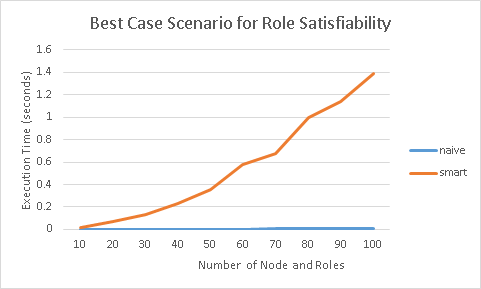 Best Case Scenario for Role Satisfiability
Execution Time (seconds)
1.6
1.4
1.2
1
0.8
0.6
0.4
0.2
0
10 20 30 40 50 60 70 80 90 100
Number of Node and Roles
naive
smart